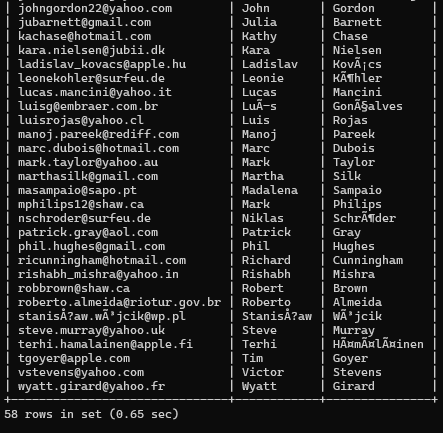 | johngordon22@yahoo.com | John | Gordon |
| jubarnett@gmail.com | Julia | Barnett |
| kachase@hotmail.com | Kathy | Chase |
| kara.nielsen@jubii.dk | Kara | Nielsen |
| ladislav_kovacs@apple.hu | Ladislav | KovÃ¡cs |
| leonekohler@surfeu.de | Leonie | KÃ¶hler |
| lucas.mancini@yahoo.it | Lucas | Mancini |
| luisg@embraer.com.br | LuÃ-s | GonÃ§alves |
| luisrojas@yahoo.cl | Luis | Rojas |
| manoj.pareek@rediff.com | Manoj | Pareek |
| marc.dubois@hotmail.com | Marc | Dubois |
| mark.taylor@yahoo.au | Mark | Taylor |
| marthasilk@gmail.com | Martha | Silk |
| masampaio@sapo.pt | Madalena | Sampaio |
| mphilips12@shaw.ca | Mark | Philips |
| nschroder@surfeu.de | Niklas | SchrÃ¶der |
| patrick.gray@aol.com | Patrick | Gray |
| phil.hughes@gmail.com | Phil | Hughes |
| ricunningham@hotmail.com | Richard | Cunningham |
| rishabh_mishra@yahoo.in | Rishabh | Mishra |
| robbrown@shaw.ca | Robert | Brown |
| roberto.almeida@riotur.gov.br | Roberto | Almeida |
| stanisÅ?aw.wÃ³jcik@wp.pl | StanisÅ?aw | WÃ³jcik |
| steve.murray@yahoo.uk | Steve | Murray |
| terhi.hamalainen@apple.fi | Terhi | HÃ¤mÃ¤lÃ¤inen |
| tgoyer@apple.com | Tim | Goyer |
| vstevens@yahoo.com | Victor | Stevens |
| wyatt.girard@yahoo.fr | Wyatt | Girard |
58 rows in set (0.65 sec)